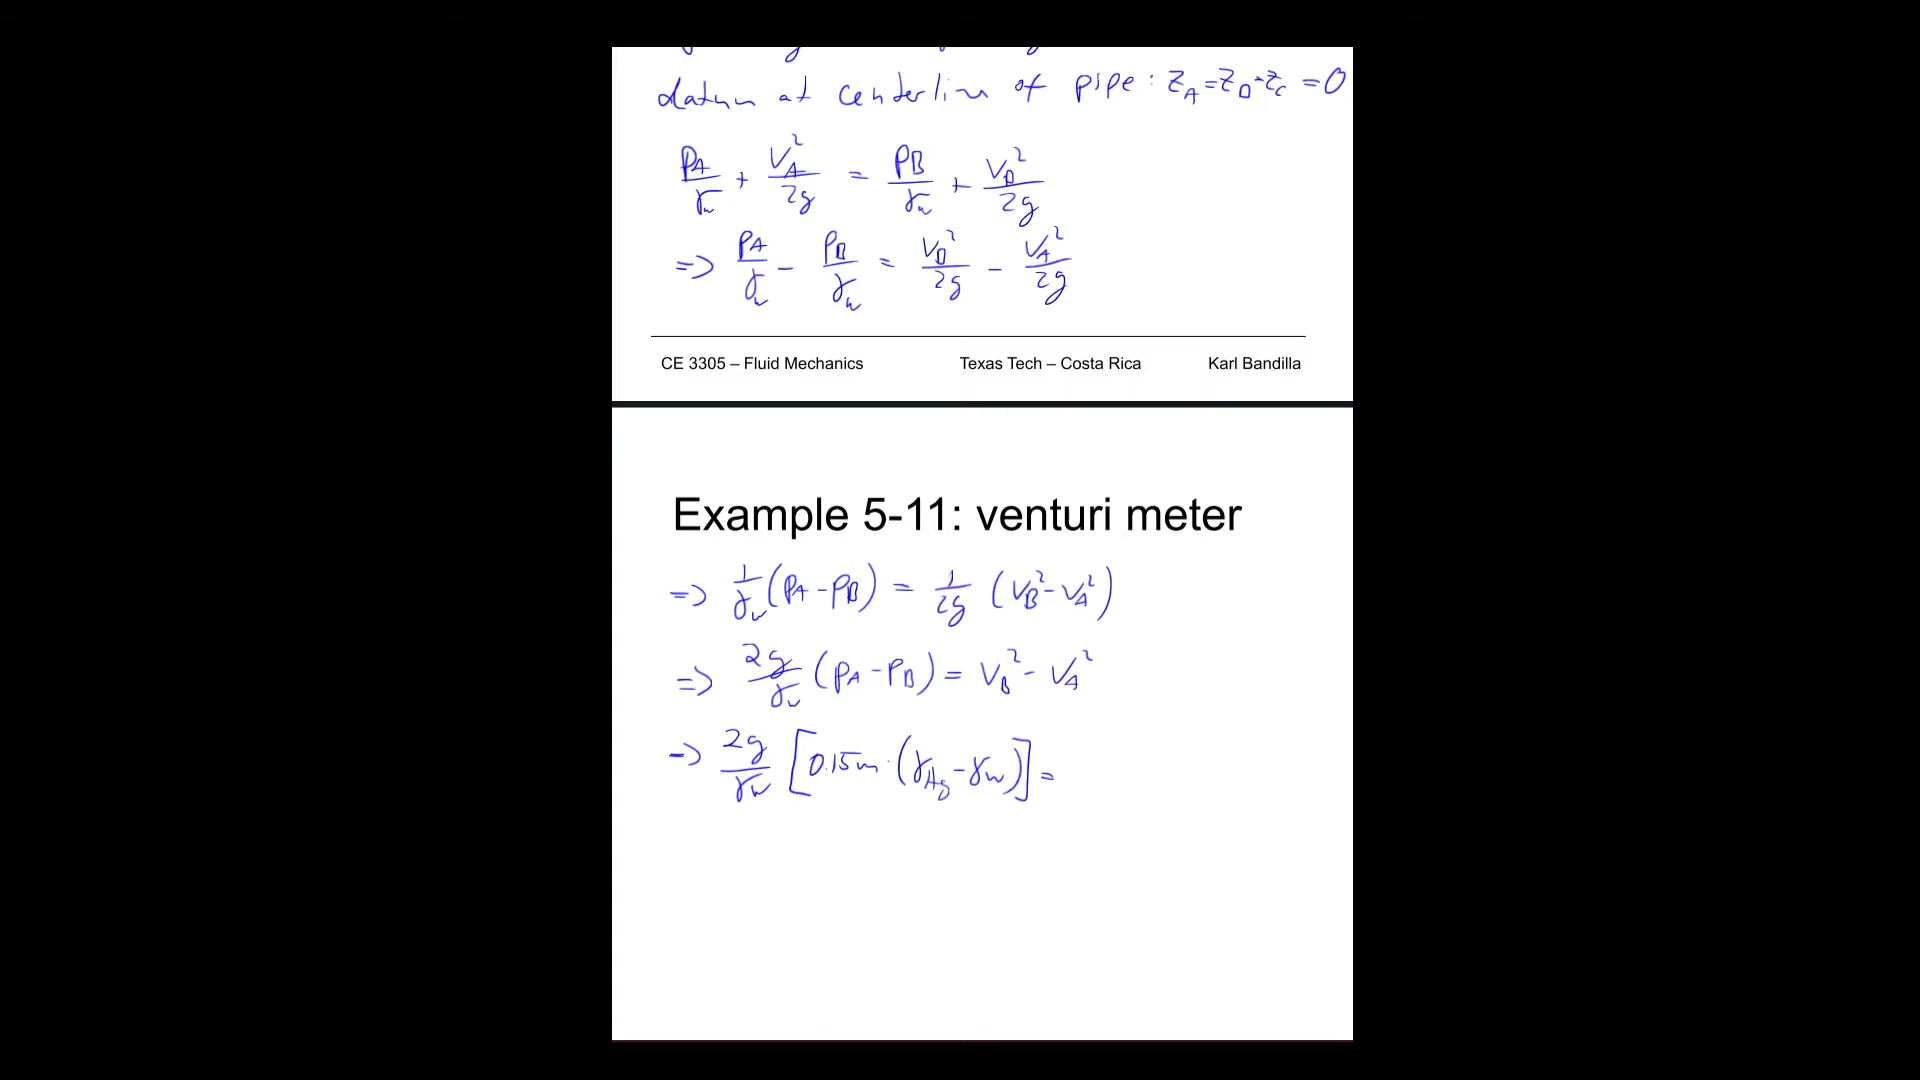 datum at centerline of pipe: z_A = z_B = z_C = 0
p_A/γ_w + V_A²/2g = p_B/γ_w + V_B²/2g
=> p_A/γ_w - p_B/γ_w = V_B²/2g - V_A²/2g
CE 3305 – Fluid Mechanics Texas Tech – Costa Rica Karl Bandilla
Example 5-11: venturi meter
=> 1/γ_w (p_A - p_B) = 1/2g (V_B² - V_A²)
=> 2g/γ_w (p_A - p_B) = V_B² - V_A²
=> 2g/γ_w [0.15m · (γ_Hg - γ_w)] =